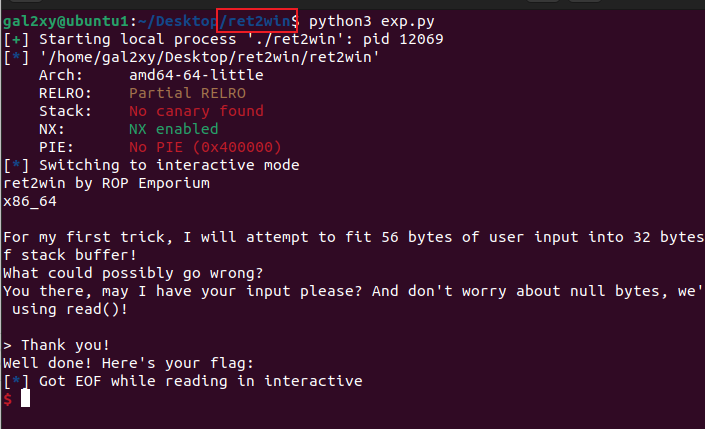 gal2xy@ubuntu1:~/Desktop/ret2win$ python3 exp.py
[+] Starting local process './ret2win': pid 12069
[*] '/home/gal2xy/Desktop/ret2win/ret2win'
    Arch:     amd64-64-little
    RELRO:    Partial RELRO
    Stack:    No canary found
    NX:       NX enabled
    PIE:      No PIE (0x400000)
[*] Switching to interactive mode
ret2win by ROP Emporium
x86_64
For my first trick, I will attempt to fit 56 bytes of user input into 32 bytes
f stack buffer!
What could possibly go wrong?
You there, may I have your input please? And don't worry about null bytes, we'
 using read()!
> Thank you!
Well done! Here's your flag:
[*] Got EOF while reading in interactive
$